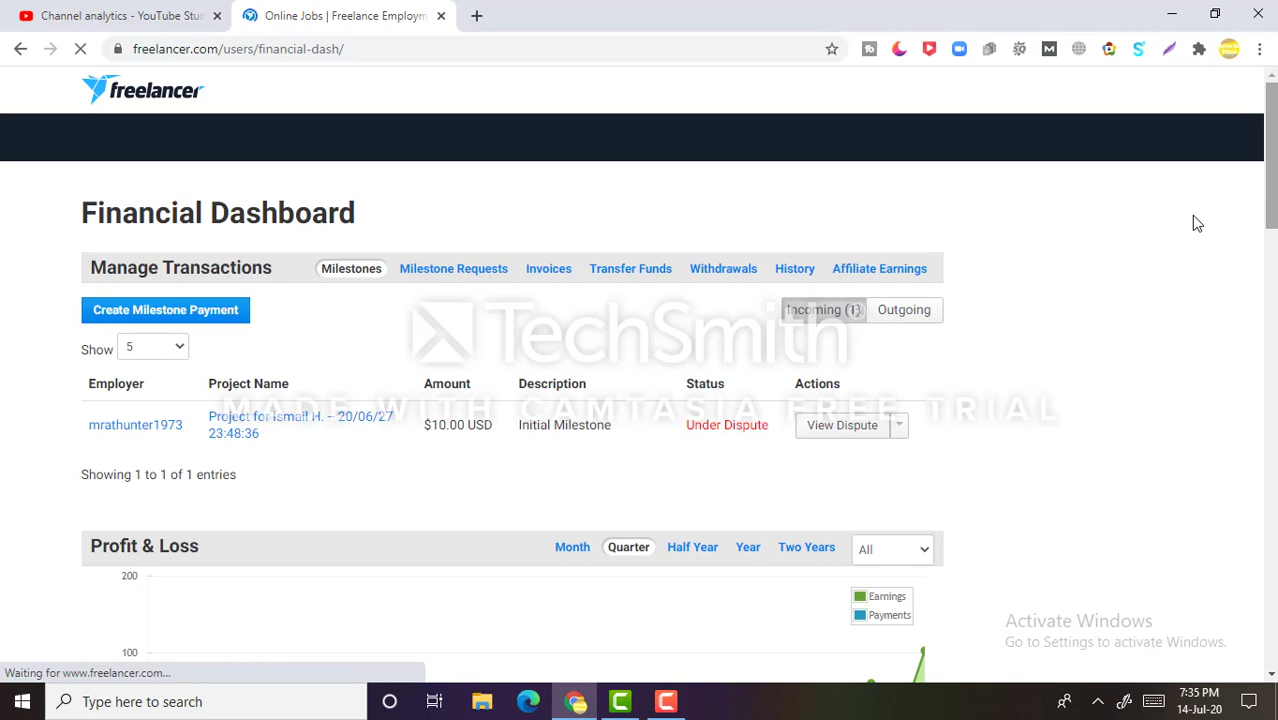 Channel analytics - YouTube Stud
Online Jobs | Freelance Employm
freelancer.com/users/financial-dash/
freelancer
Financial Dashboard
Manage Transactions Milestones Milestone Requests Invoices Transfer Funds Withdrawals History Affiliate Earnings
Create Milestone Payment Incoming (1) Outgoing
Show 5
Employer Project Name Amount Description Status Actions
mrathunter1973 Project for Ismail H. -- 20/06/27 23:48:36 $10.00 USD Initial Milestone Under Dispute View Dispute
Showing 1 to 1 of 1 entries
TechSmith
MADE WITH CAMTASIA FREE TRIAL
Profit & Loss Month Quarter Half Year Year Two Years All
200
Earnings
Payments
100
Activate Windows
Go to Settings to activate Windows.
Waiting for www.freelancer.com...
Type here to search
7:35 PM
14-Jul-20